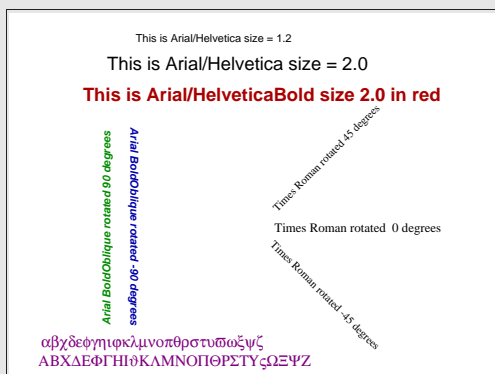 This is Arial/Helvetica size = 1.2
This is Arial/Helvetica size = 2.0
This is Arial/HelveticaBold size 2.0 in red
Arial BoldOblique rotated 90 degrees
Arial BoldOblique rotated -90 degrees
Times Roman rotated 45 degrees
Times Roman rotated 0 degrees
Times Roman rotated -45 degrees
αβχδεφγηιϕκλμνοπθρστυϖωξψζ
ΑΒΧΔΕΦΓΗΙϑΚΛΜΝΟΠΘΡΣΤΥςΩΞΨΖ